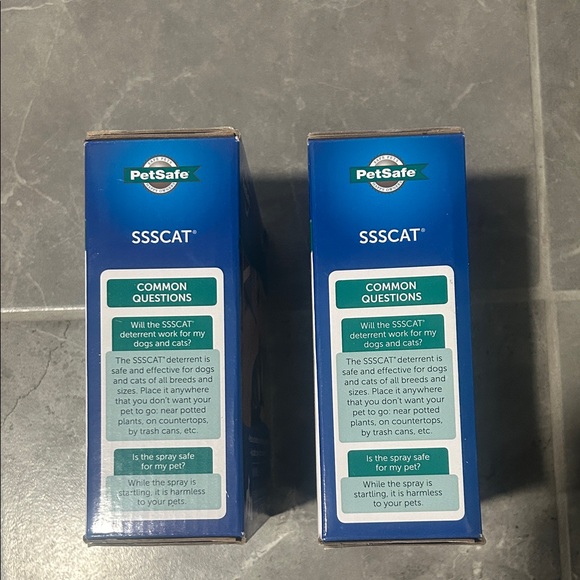 PetSafe
SSSCAT®
COMMON
QUESTIONS
Will the SSSCAT®
deterrent work for my
dogs and cats?
The SSSCAT® deterrent is
safe and effective for dogs
and cats of all breeds and
sizes. Place it anywhere
that you don't want your
pet to go: near potted
plants, on countertops,
by trash cans, etc.
Is the spray safe
for my pet?
While the spray is
startling, it is harmless
to your pets.
PetSafe
SSSCAT®
COMMON
QUESTIONS
Will the SSSCAT®
deterrent work for my
dogs and cats?
The SSSCAT® deterrent is
safe and effective for dogs
and cats of all breeds and
sizes. Place it anywhere
that you don't want your
pet to go: near potted
plants, on countertops,
by trash cans, etc.
Is the spray safe
for my pet?
While the spray is
startling, it is harmless
to your pets.